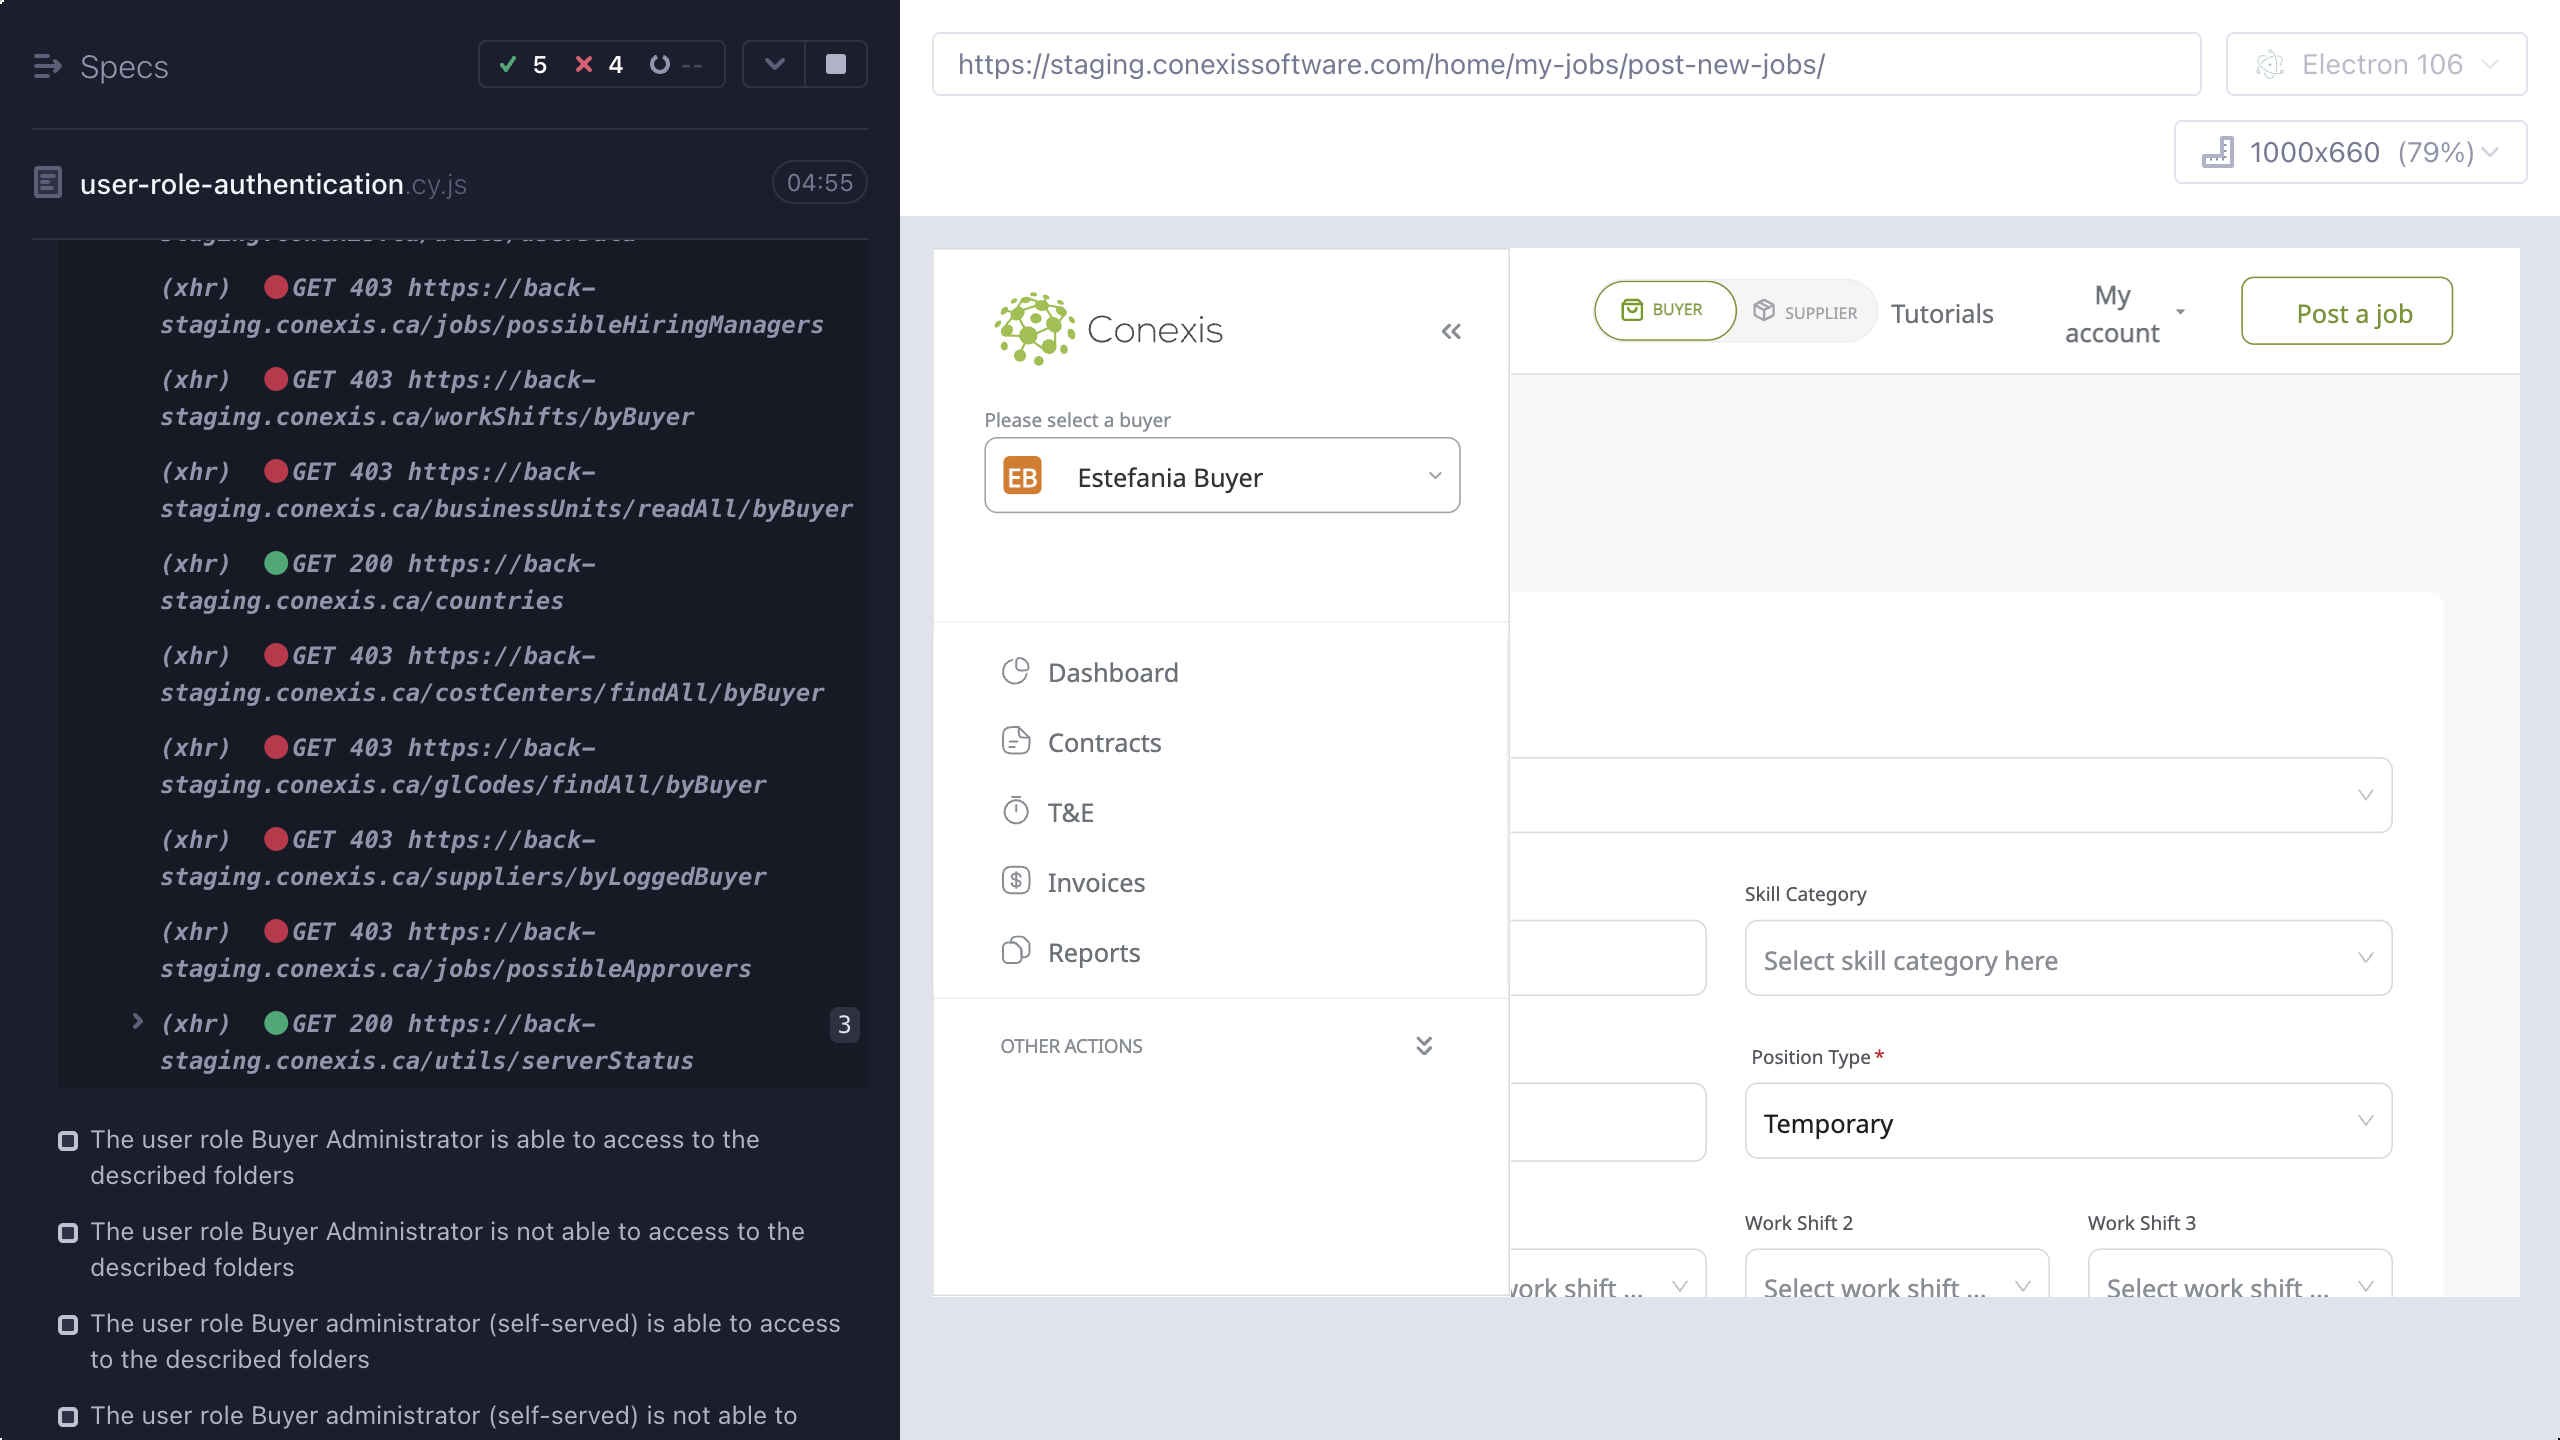 Specs
5 4 --
user-role-authentication.cy.js 04:55
staging.conexis.ca/utils/userData
(xhr) GET 403 https://back-
staging.conexis.ca/jobs/possibleHiringManagers
(xhr) GET 403 https://back-
staging.conexis.ca/workShifts/byBuyer
(xhr) GET 403 https://back-
staging.conexis.ca/businessUnits/readAll/byBuyer
(xhr) GET 200 https://back-
staging.conexis.ca/countries
(xhr) GET 403 https://back-
staging.conexis.ca/costCenters/findAll/byBuyer
(xhr) GET 403 https://back-
staging.conexis.ca/glCodes/findAll/byBuyer
(xhr) GET 403 https://back-
staging.conexis.ca/suppliers/byLoggedBuyer
(xhr) GET 403 https://back-
staging.conexis.ca/jobs/possibleApprovers
(xhr) GET 200 https://back- 3
staging.conexis.ca/utils/serverStatus
The user role Buyer Administrator is able to access to the
described folders
The user role Buyer Administrator is not able to access to the
described folders
The user role Buyer administrator (self-served) is able to access
to the described folders
The user role Buyer administrator (self-served) is not able to
https://staging.conexissoftware.com/home/my-jobs/post-new-jobs/
Electron 106
1000x660 (79%)
Conexis
Please select a buyer
EB Estefania Buyer
Dashboard
Contracts
T&E
Invoices
Reports
OTHER ACTIONS
BUYER SUPPLIER Tutorials
My
account
Post a job
Skill Category
Select skill category here
Position Type*
Temporary
Work Shift 2 Work Shift 3
work shift ... Select work shift ... Select work shift ...